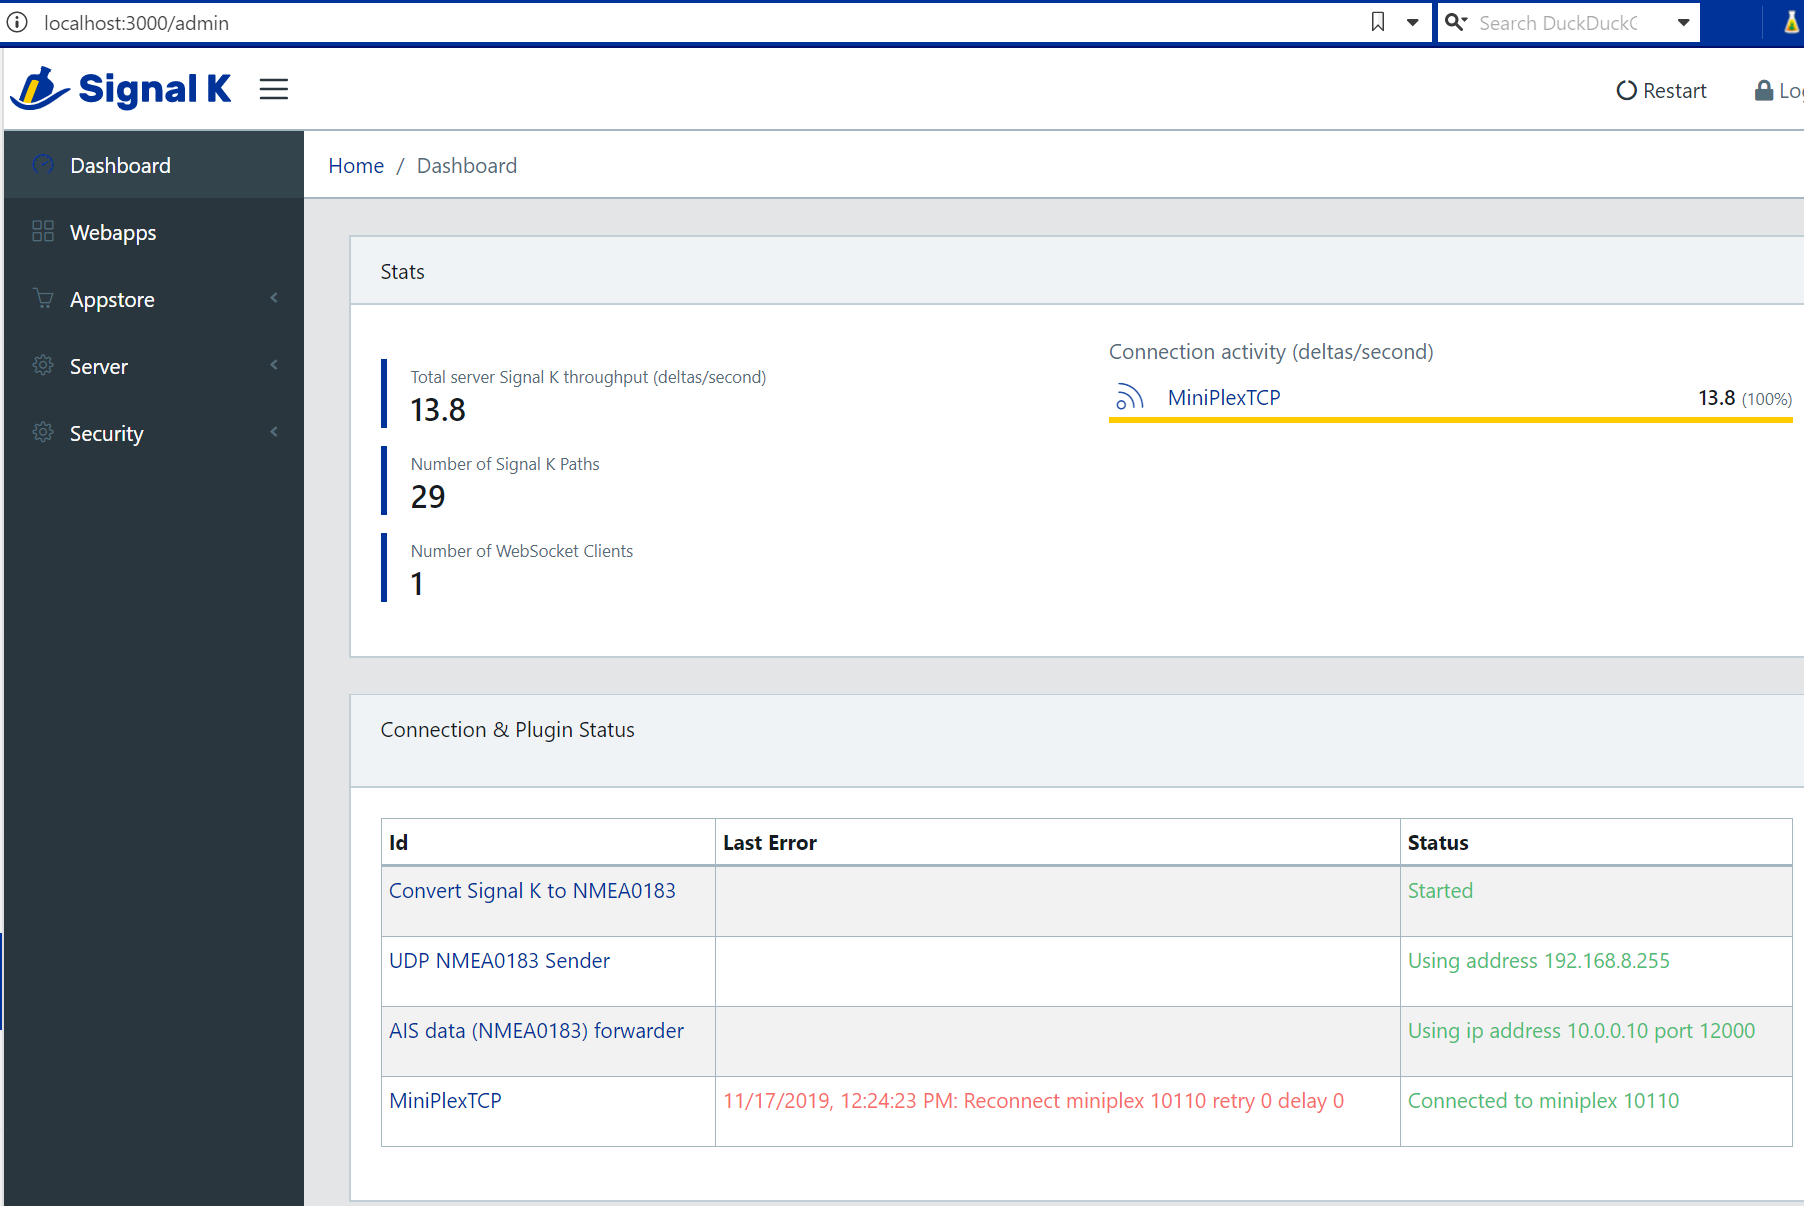 localhost:3000/admin
Search DuckDuckG
Signal K
Restart
Log
Dashboard
Home / Dashboard
Webapps
Appstore
Server
Security
Stats
Total server Signal K throughput (deltas/second)
13.8
Number of Signal K Paths
29
Number of WebSocket Clients
1
Connection activity (deltas/second)
MiniPlexTCP 13.8 (100%)
Connection & Plugin Status
Id Last Error Status
Convert Signal K to NMEA0183 Started
UDP NMEA0183 Sender Using address 192.168.8.255
AIS data (NMEA0183) forwarder Using ip address 10.0.0.10 port 12000
MiniPlexTCP 11/17/2019, 12:24:23 PM: Reconnect miniplex 10110 retry 0 delay 0 Connected to miniplex 10110